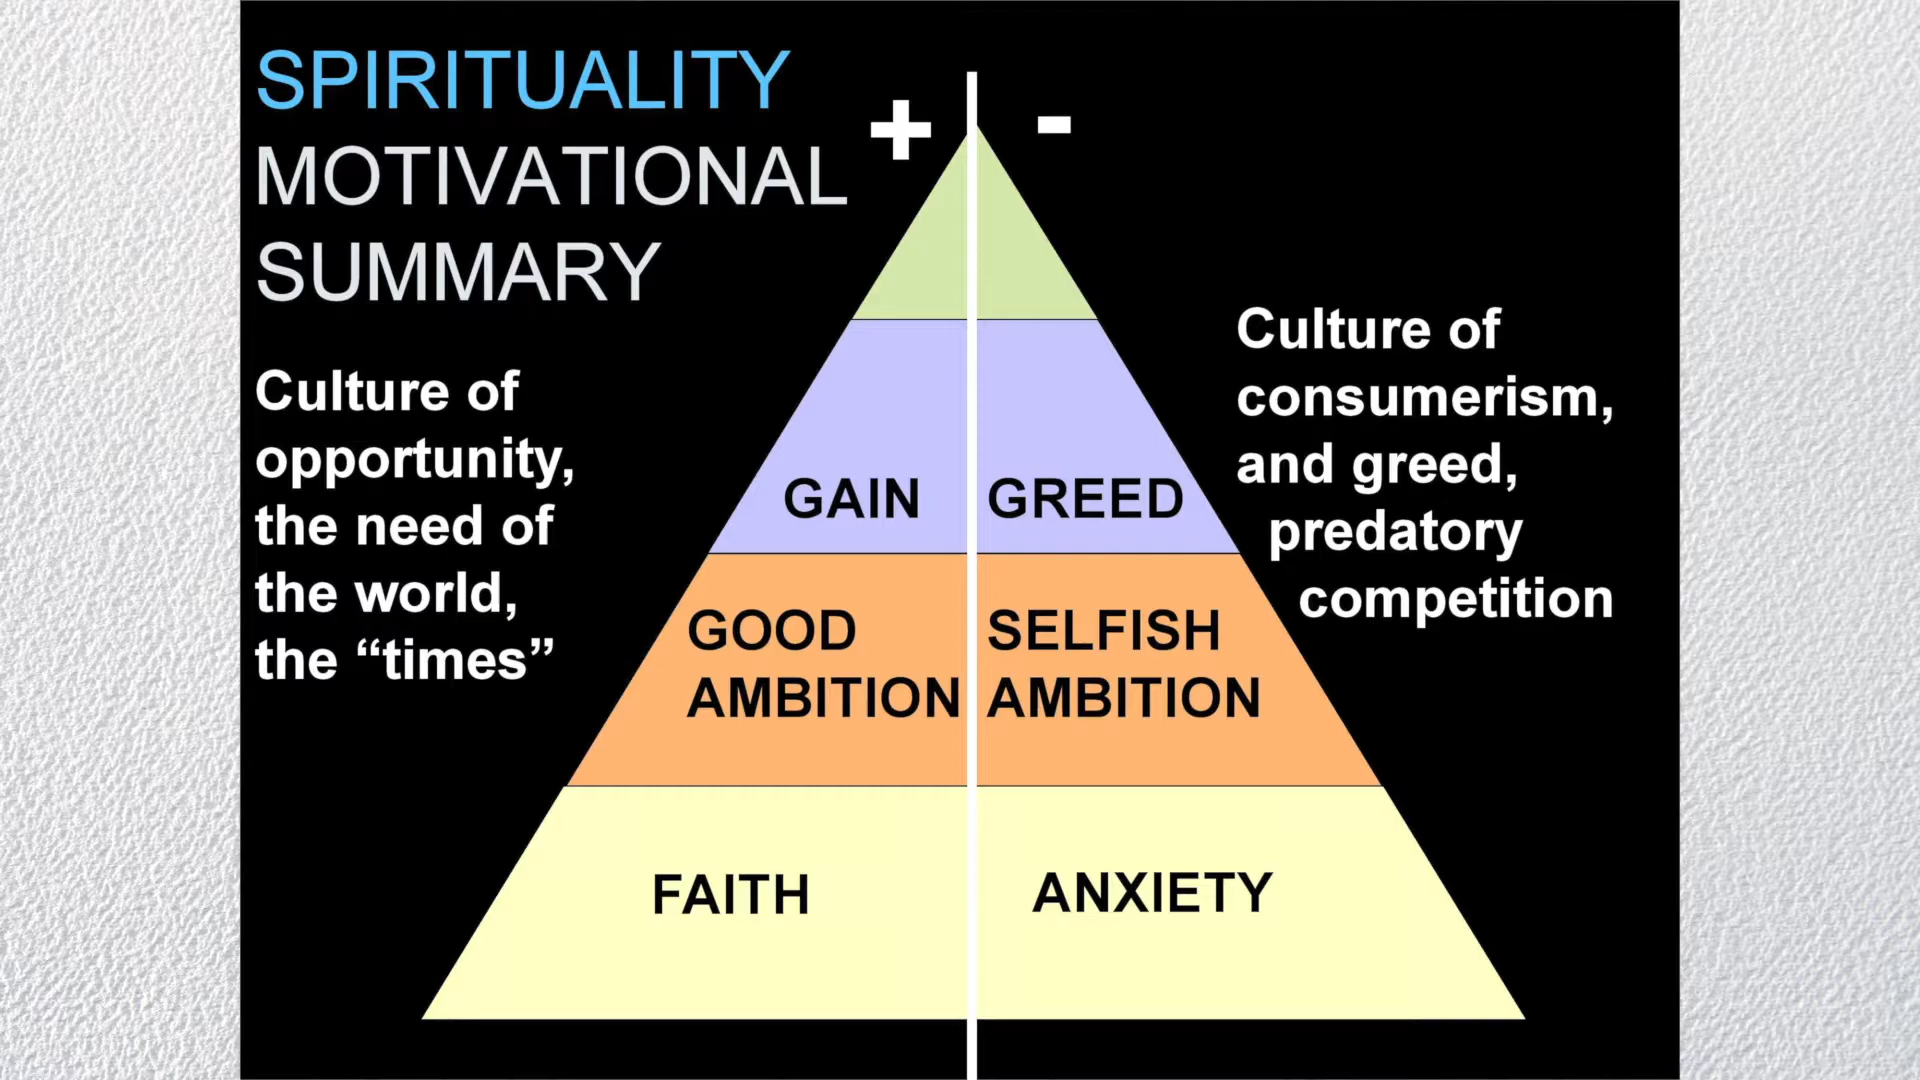 SPIRITUALITY
MOTIVATIONAL
SUMMARY
+ -
Culture of
opportunity,
the need of
the world,
the “times”
Culture of
consumerism,
and greed,
predatory
competition
GAIN GREED
GOOD
AMBITION
SELFISH
AMBITION
FAITH ANXIETY